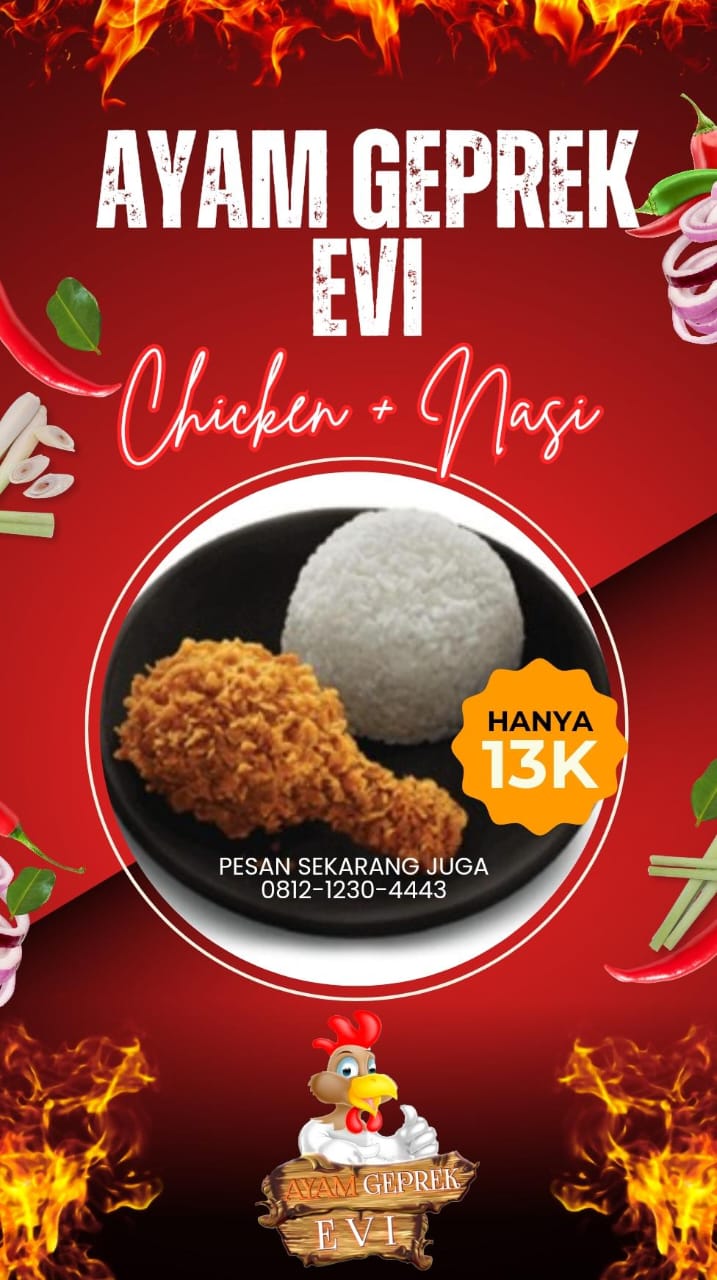 AYAM GEPREK
EVI
Chicken + Nasi
HANYA
13K
PESAN SEKARANG JUGA
0812-1230-4443
AYAM GEPREK
EVI